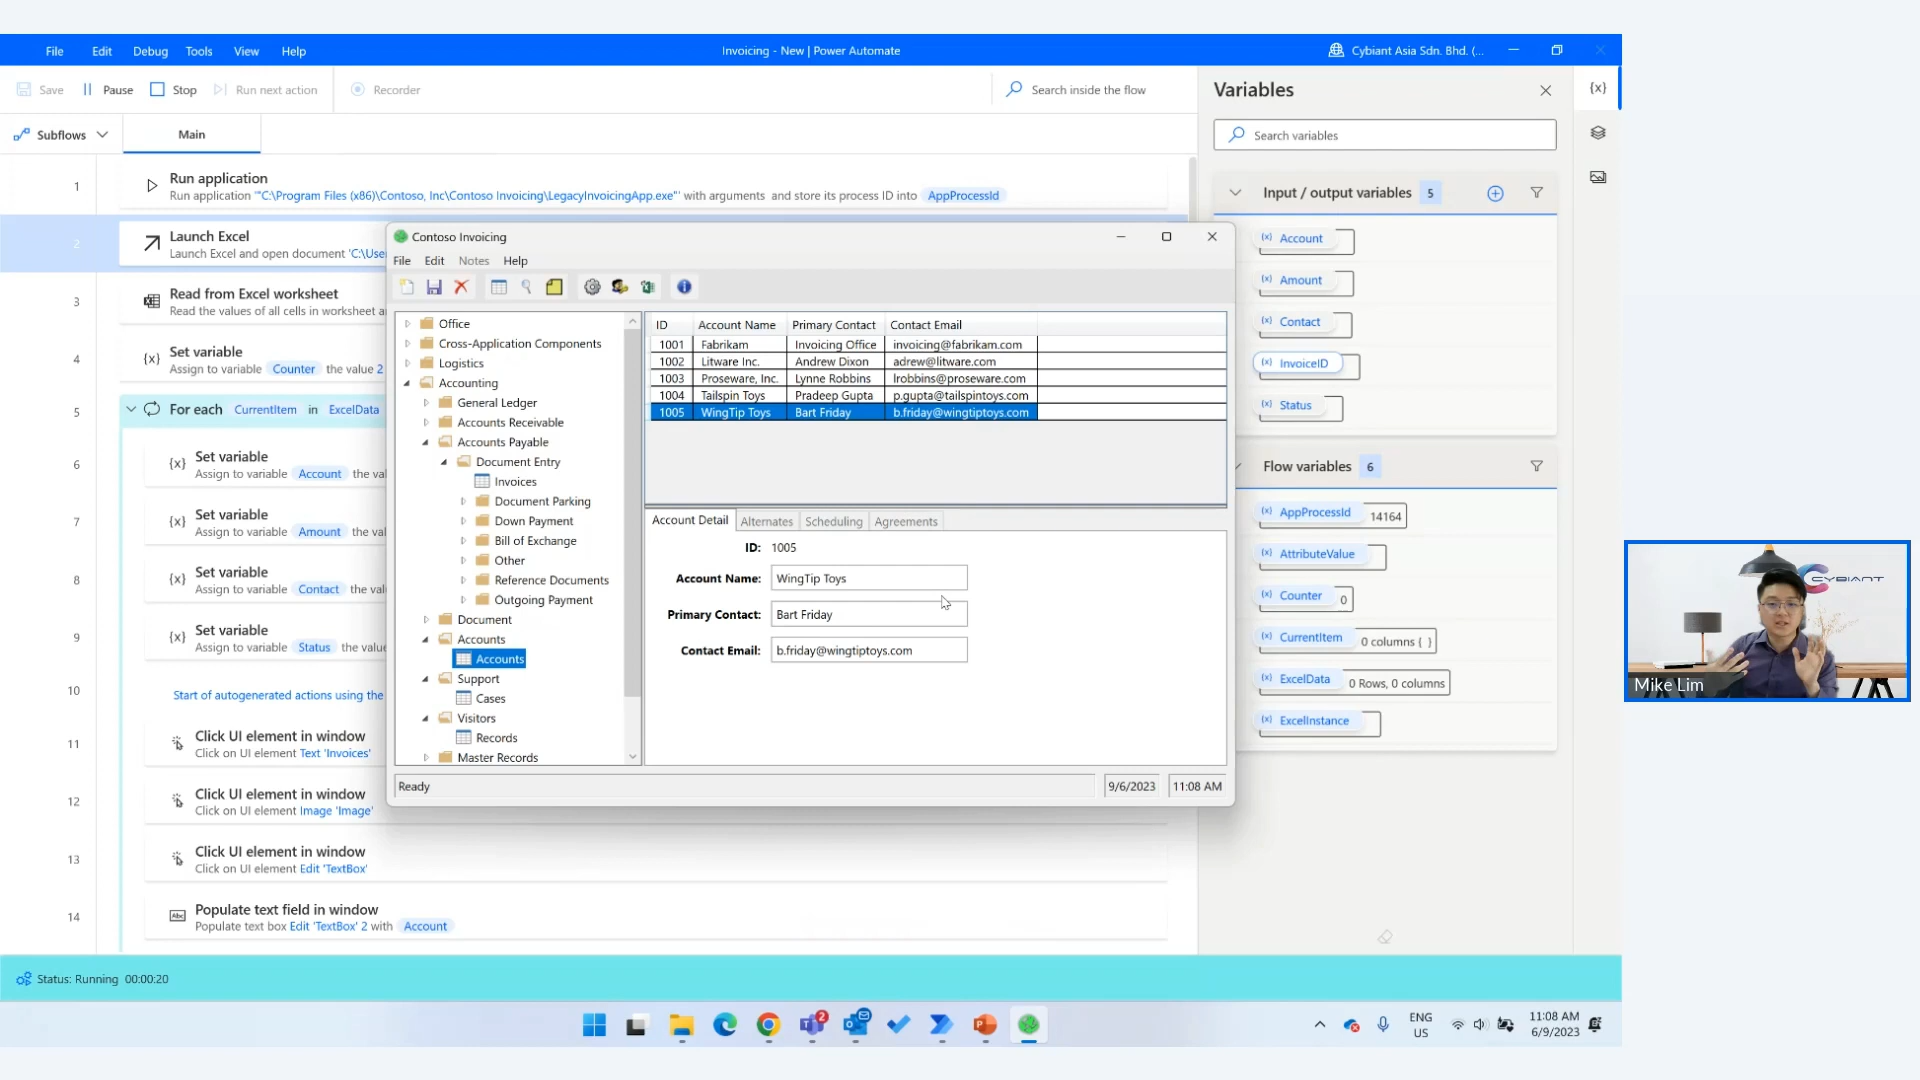 File Edit Debug Tools View Help
Invoicing - New | Power Automate
Cybiant Asia Sdn. Bhd. (...
Save Pause Stop Run next action Recorder
Search inside the flow
Subflows Main
1 Run application
Run application '"C:\Program Files (x86)\Contoso, Inc\Contoso Invoicing\LegacyInvoicingApp.exe"' with arguments and store its process ID into AppProcessId
2 Launch Excel
Launch Excel and open document 'C:\User
3 Read from Excel worksheet
Read the values of all cells in worksheet a
4 Set variable
Assign to variable Counter the value 2
5 For each CurrentItem in ExcelData
6 Set variable
Assign to variable Account the val
7 Set variable
Assign to variable Amount the val
8 Set variable
Assign to variable Contact the valu
9 Set variable
Assign to variable Status the value
10 Start of autogenerated actions using the
11 Click UI element in window
Click on UI element Text 'Invoices'
12 Click UI element in window
Click on UI element Image 'Image'
13 Click UI element in window
Click on UI element Edit 'TextBox'
14 Populate text field in window
Populate text box Edit 'TextBox' 2 with Account
Contoso Invoicing
File Edit Notes Help
Office
Cross-Application Components
Logistics
Accounting
General Ledger
Accounts Receivable
Accounts Payable
Document Entry
Invoices
Document Parking
Down Payment
Bill of Exchange
Other
Reference Documents
Outgoing Payment
Document
Accounts
Accounts
Support
Cases
Visitors
Records
Master Records
ID Account Name Primary Contact Contact Email
1001 Fabrikam Invoicing Office invoicing@fabrikam.com
1002 Litware Inc. Andrew Dixon adrew@litware.com
1003 Proseware, Inc. Lynne Robbins lrobbins@proseware.com
1004 Tailspin Toys Pradeep Gupta p.gupta@tailspintoys.com
1005 WingTip Toys Bart Friday b.friday@wingtiptoys.com
Account Detail Alternates Scheduling Agreements
ID: 1005
Account Name: WingTip Toys
Primary Contact: Bart Friday
Contact Email: b.friday@wingtiptoys.com
Ready 9/6/2023 11:08 AM
Variables
Search variables
Input / output variables 5
Account
Amount
Contact
InvoiceID
Status
Flow variables 6
AppProcessId 14164
AttributeValue
Counter 0
CurrentItem 0 columns { }
ExcelData 0 Rows, 0 columns
ExcelInstance
{x}
CYBIANT
Mike Lim
Status: Running 00:00:20
2
ENG
US
11:08 AM
6/9/2023